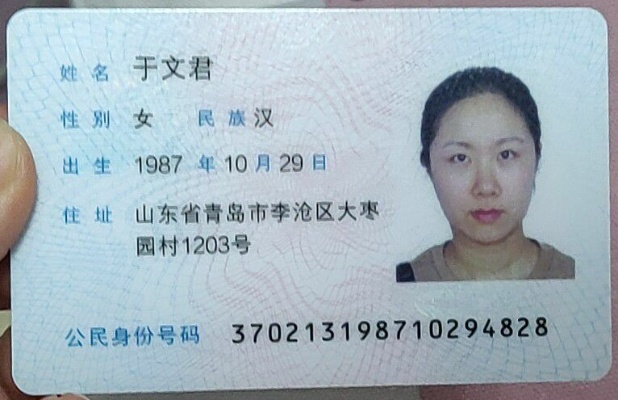 姓名 于文君
性别 女 民族 汉
出生 1987 年 10 月 29 日
住址 山东省青岛市李沧区大枣
园村1203号
公民身份号码 370213198710294828